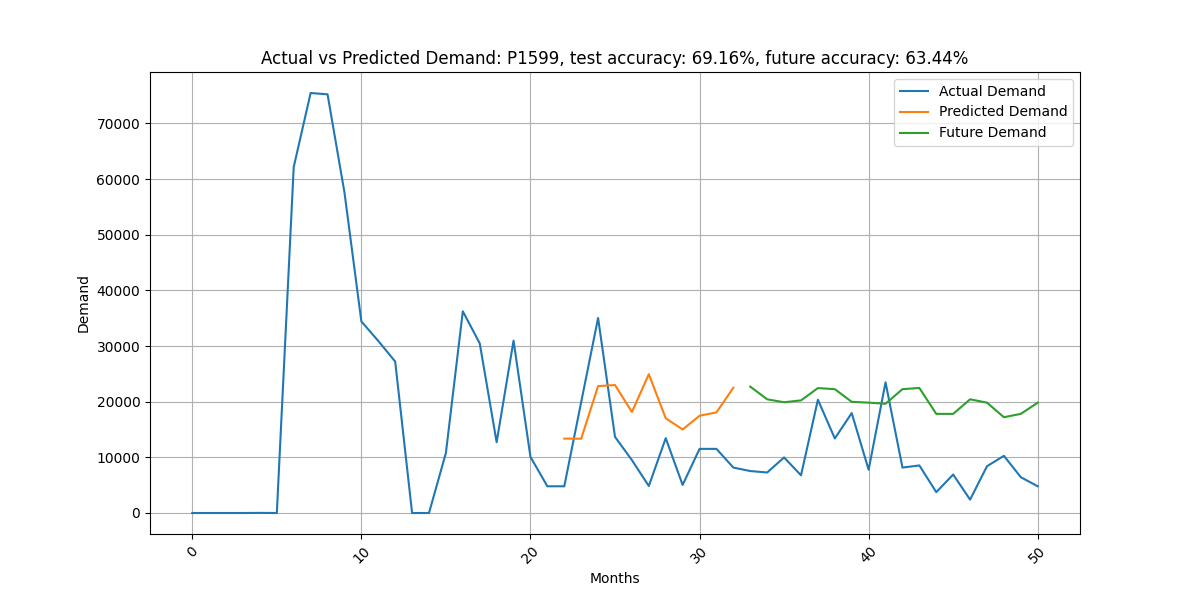 Actual vs Predicted Demand: P1599, test accuracy: 69.16%, future accuracy: 63.44%
Actual Demand
Predicted Demand
Future Demand
70000
60000
50000
40000
30000
20000
10000
0
Demand
0
10
20
30
40
50
Months